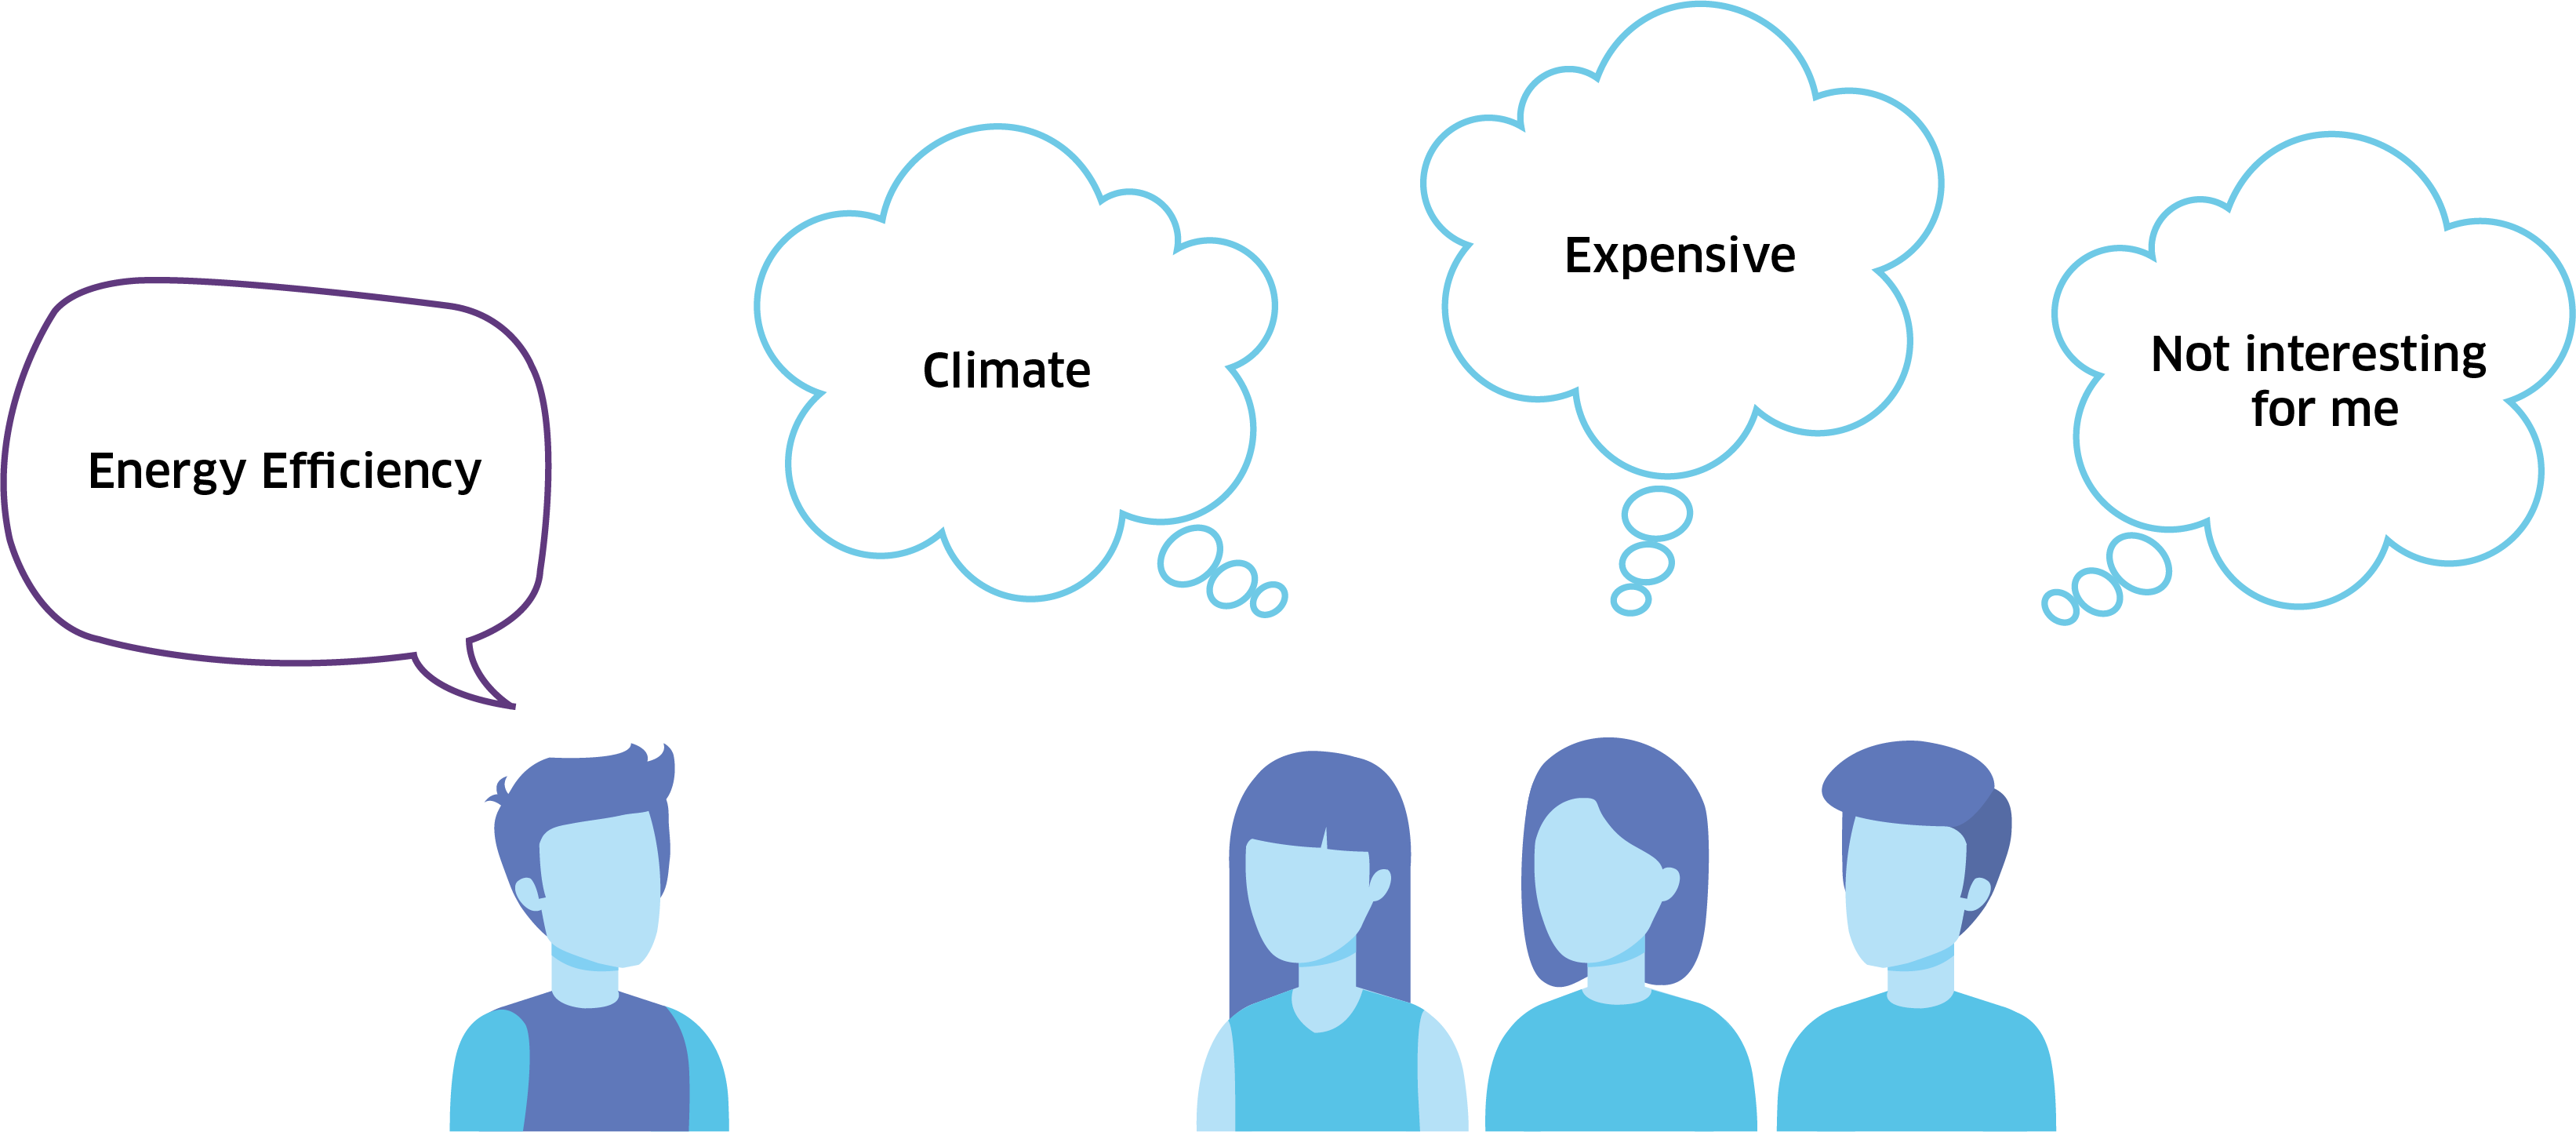 Energy Efficiency
Climate
Expensive
Not interesting
for me